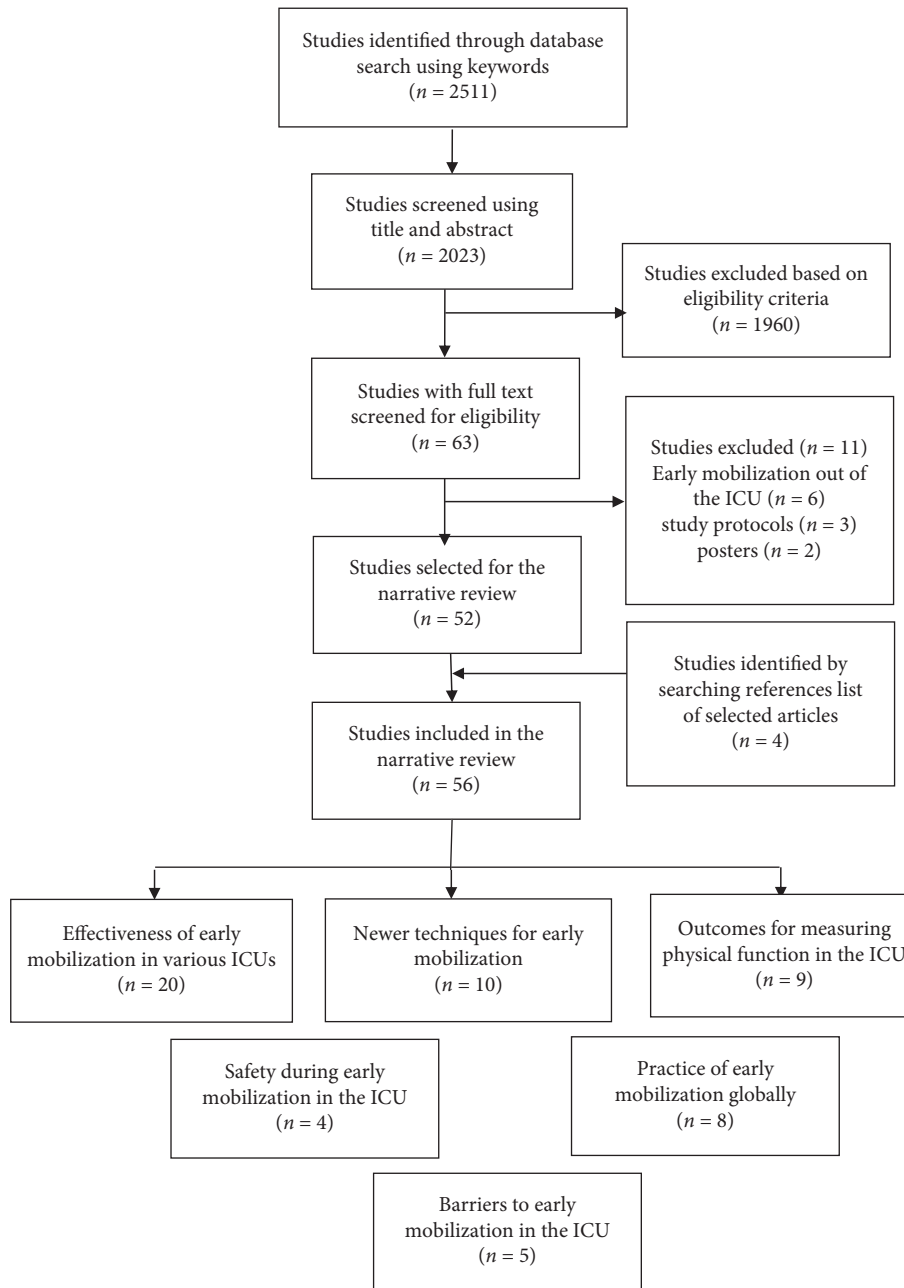 Studies identified through database
search using keywords
(n = 2511)
Studies screened using
title and abstract
(n = 2023)
Studies excluded based on
eligibility criteria
(n = 1960)
Studies with full text
screened for eligibility
(n = 63)
Studies excluded (n = 11)
Early mobilization out of
the ICU (n = 6)
study protocols (n = 3)
posters (n = 2)
Studies selected for the
narrative review
(n = 52)
Studies identified by
searching references list
of selected articles
(n = 4)
Studies included in the
narrative review
(n = 56)
Effectiveness of early
mobilization in various ICUs
(n = 20)
Newer techniques for early
mobilization
(n = 10)
Outcomes for measuring
physical function in the ICU
(n = 9)
Safety during early
mobilization in the ICU
(n = 4)
Practice of early
mobilization globally
(n = 8)
Barriers to early
mobilization in the ICU
(n = 5)